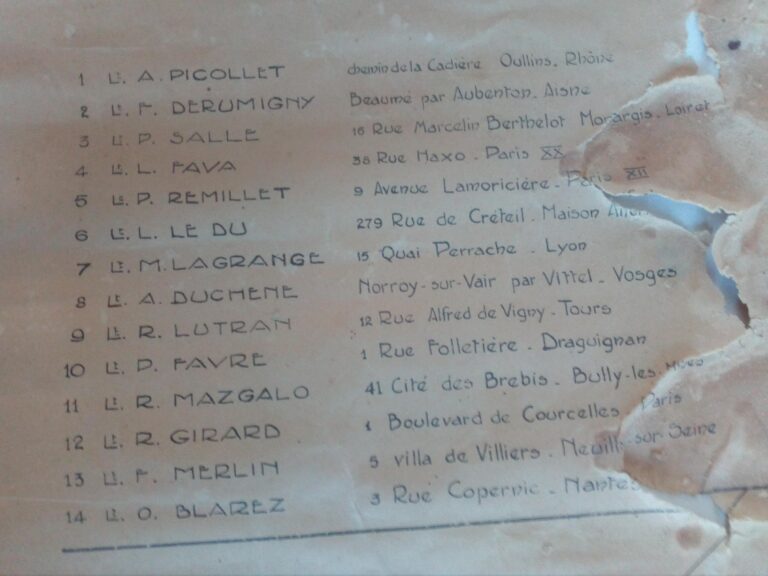 1 Lt. A. PICOLLET chemin de la Cadière Oullins. Rhône
2 Lt. F. DERUMIGNY Beaumé par Aubenton. Aisne
3 Lt. P. SALLE 16 Rue Marcelin Berthelot Monargis. Loiret
4 Lt. L. FAVA 38 Rue Maxo. Paris XX
5 Lt. P. REMILLET 9 Avenue Lamoricière. Paris XII
6 Lt. L. LE DU 279 Rue de Créteil. Maison
7 Lt. M. LAGRANGE 15 Quai Perrache. Lyon
8 Lt. A. DUCHENE Norroy-sur-Vair par Vittel. Vosges
9 Lt. R. LUTRAN 12 Rue Alfred de Vigny. Tours
10 Lt. P. FAVRE 1 Rue Folletière. Draguignan
11 Lt. R. MAZGALO 41 Cité des Brebis. Bully-les-Mines
12 Lt. R. GIRARD 1 Boulevard de Courcelles. Paris
13 Lt. F. MERLIN 5 villa de Villiers. Neuilly sur Seine
14 Lt. O. BLAREZ 3 Rue Copernic. Nantes